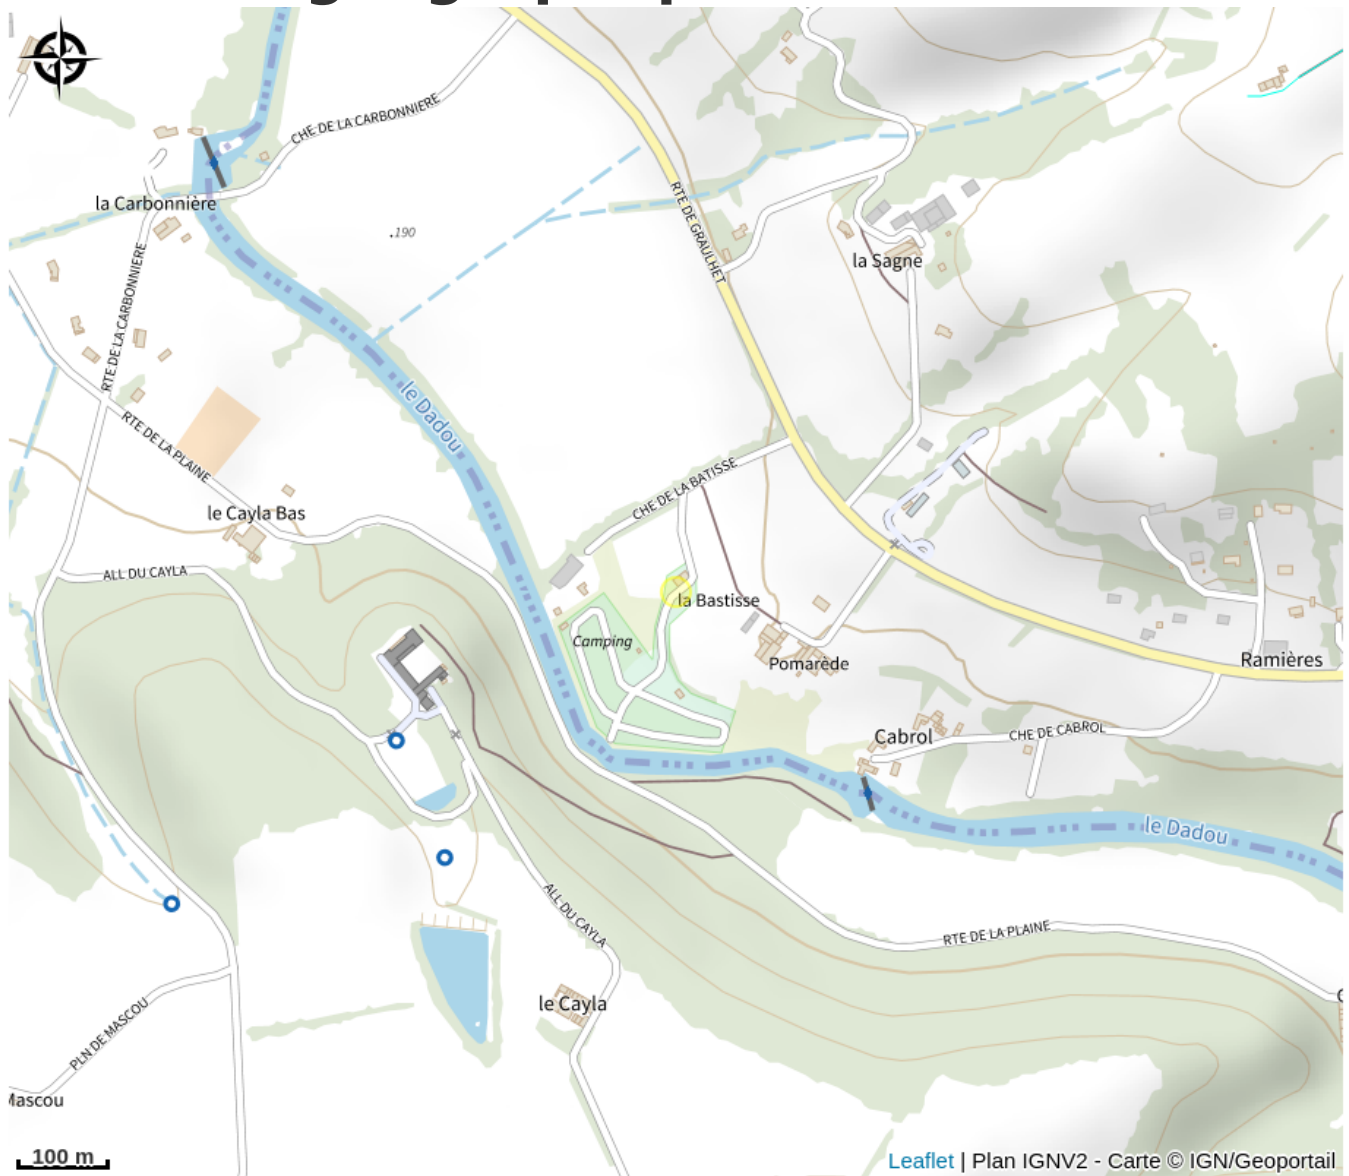 CHE DE LA CARBONNIERE
la Carbonnière
.190
RTE DE GRAULHET
la Sagne
RTE DE LA CARBONNIERE
le Dadou
RTE DE LA PLAINE
CHE DE LA BATISSE
le Cayla Bas
ALL DU CAYLA
la Bastisse
Camping
Pomarède
Ramières
Cabrol
CHE DE CABROL
le Dadou
ALL DU CAYLA
RTE DE LA PLAINE
le Cayla
PLN DE MASCOU
Mascou
100 m
Leaflet | Plan IGNV2 - Carte © IGN/Geoportail